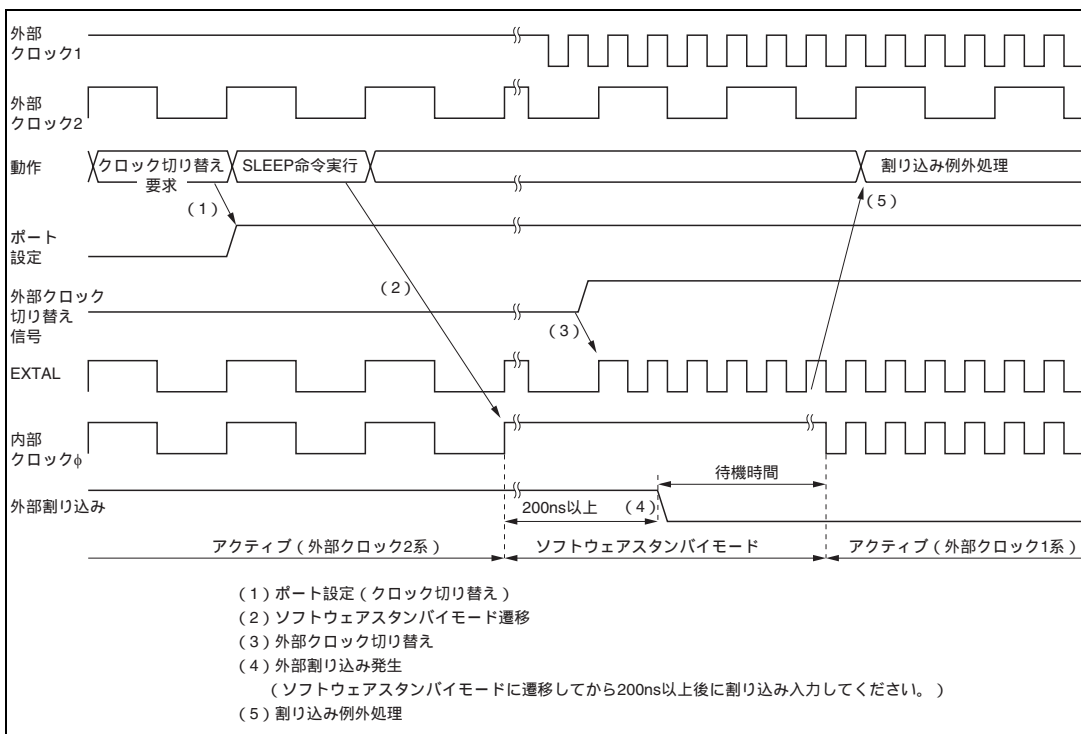 外部
クロック1
外部
クロック2
動作
クロック切り替え
要求
SLEEP命令実行
割り込み例外処理
(1)
(5)
ポート
設定
(2)
外部クロック
切り替え
信号
(3)
EXTAL
内部
クロックφ
待機時間
外部割り込み
200ns以上
(4)
アクティブ(外部クロック2系)
ソフトウェアスタンバイモード
アクティブ(外部クロック1系)
(1)ポート設定(クロック切り替え)
(2)ソフトウェアスタンバイモード遷移
(3)外部クロック切り替え
(4)外部割り込み発生
(ソフトウェアスタンバイモードに遷移してから200ns以上後に割り込み入力してください。)
(5)割り込み例外処理